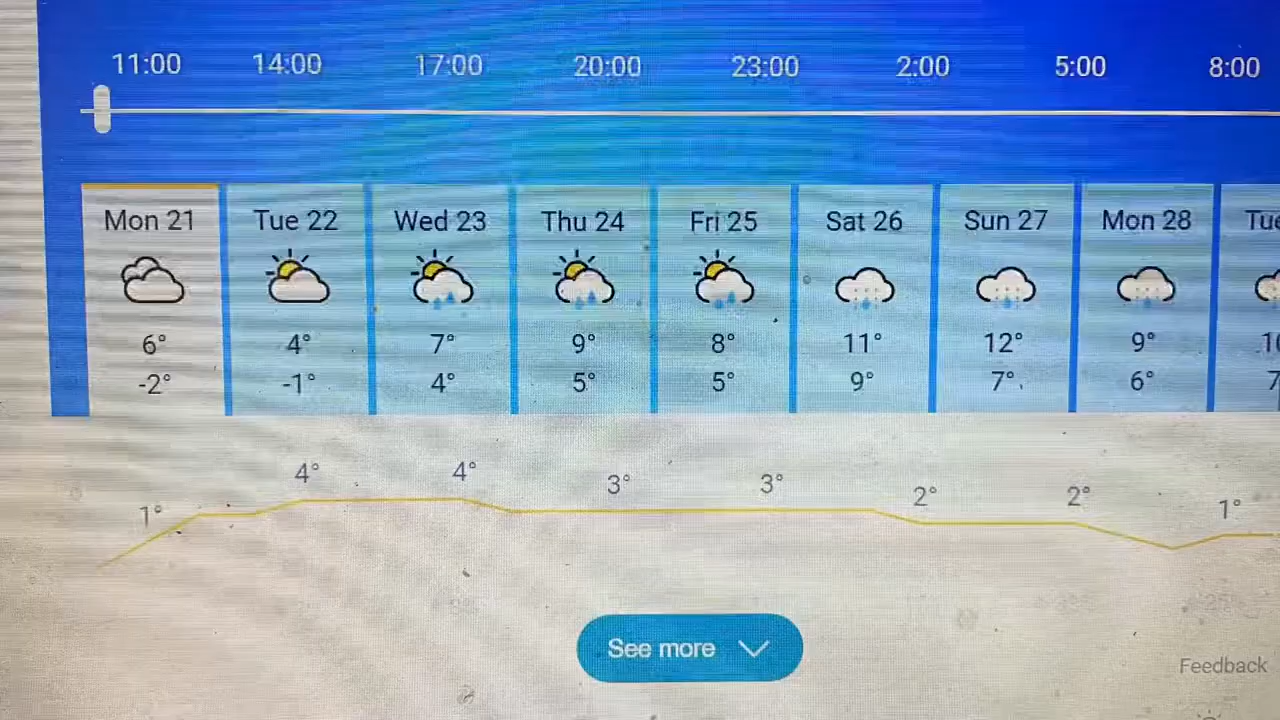 11:00 14:00 17:00 20:00 23:00 2:00 5:00 8:00
Mon 21 Tue 22 Wed 23 Thu 24 Fri 25 Sat 26 Sun 27 Mon 28
6° 4° 7° 9° 8° 11° 12° 9°
-2° -1° 4° 5° 5° 9° 7° 6° 7
1° 4° 4° 3° 3° 2° 2° 1°
See more
Feedback